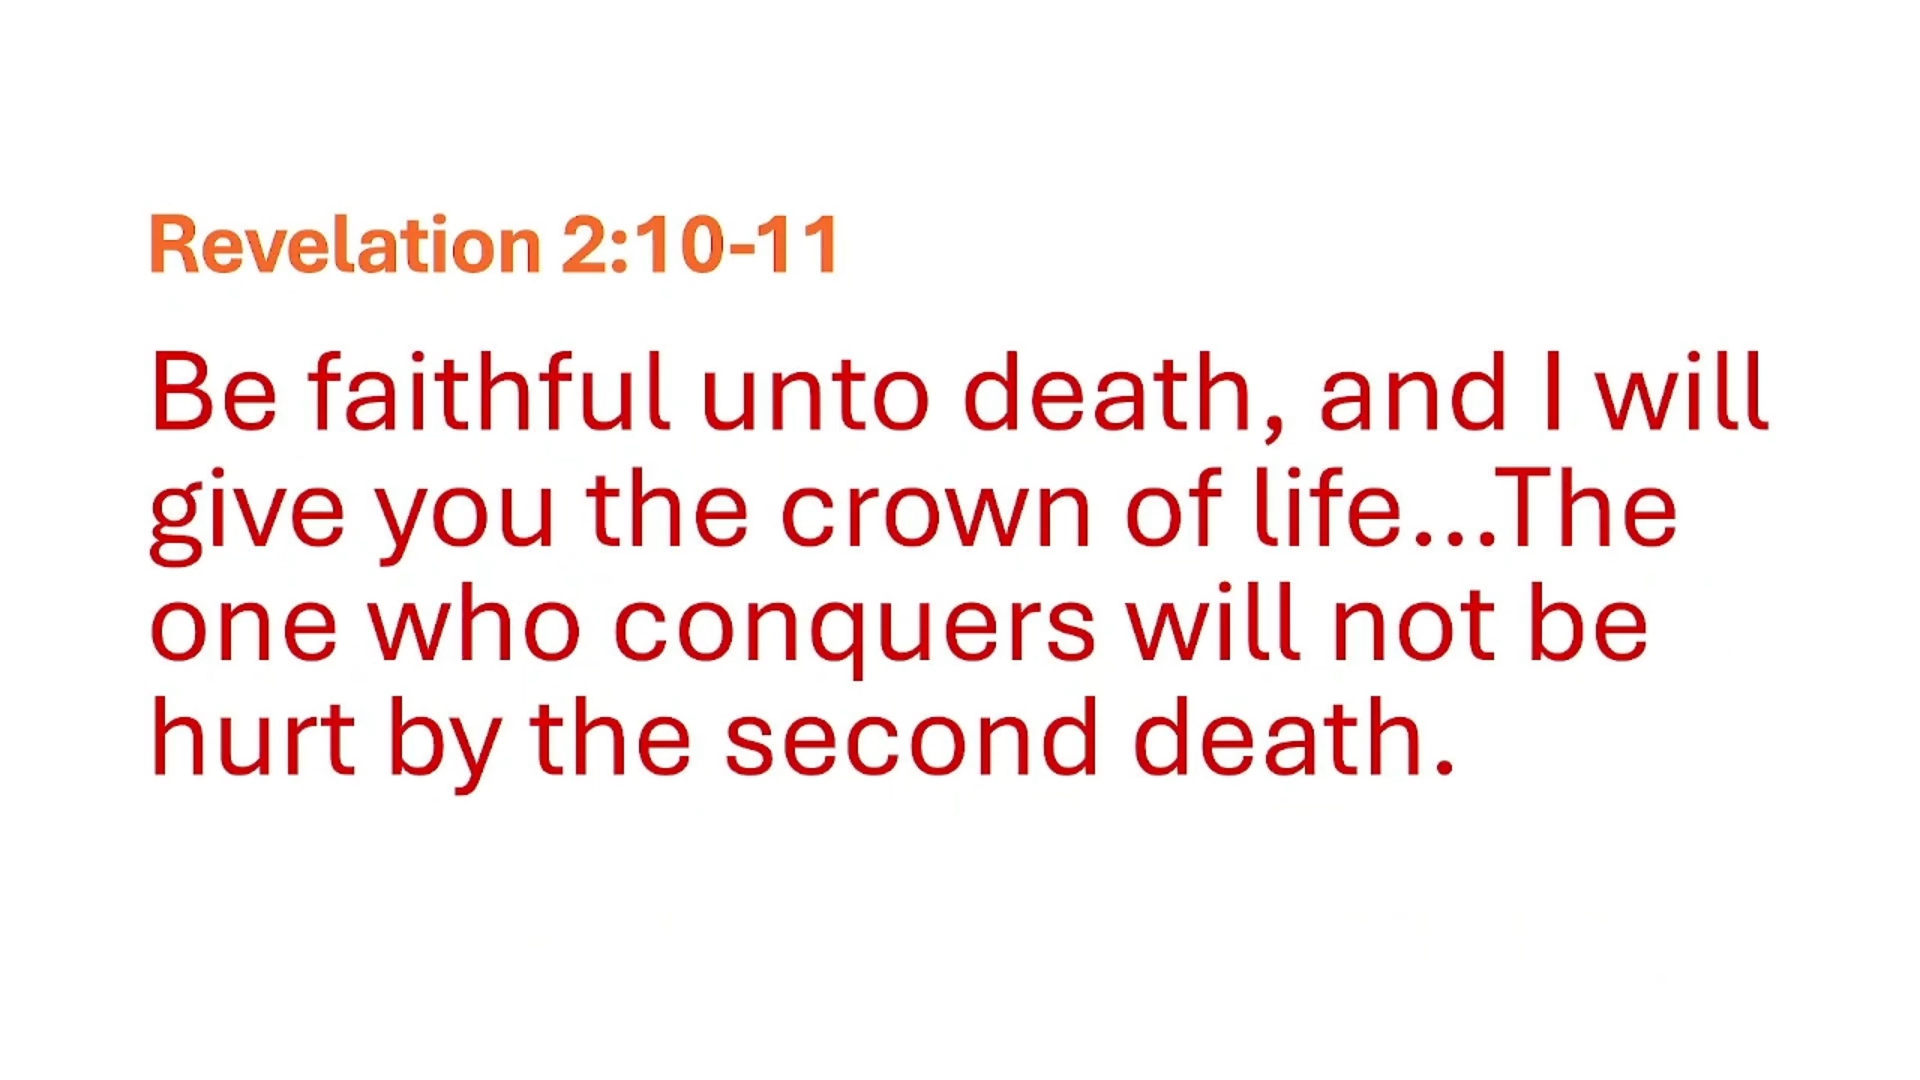 Revelation 2:10-11
Be faithful unto death, and I will
give you the crown of life...The
one who conquers will not be
hurt by the second death.